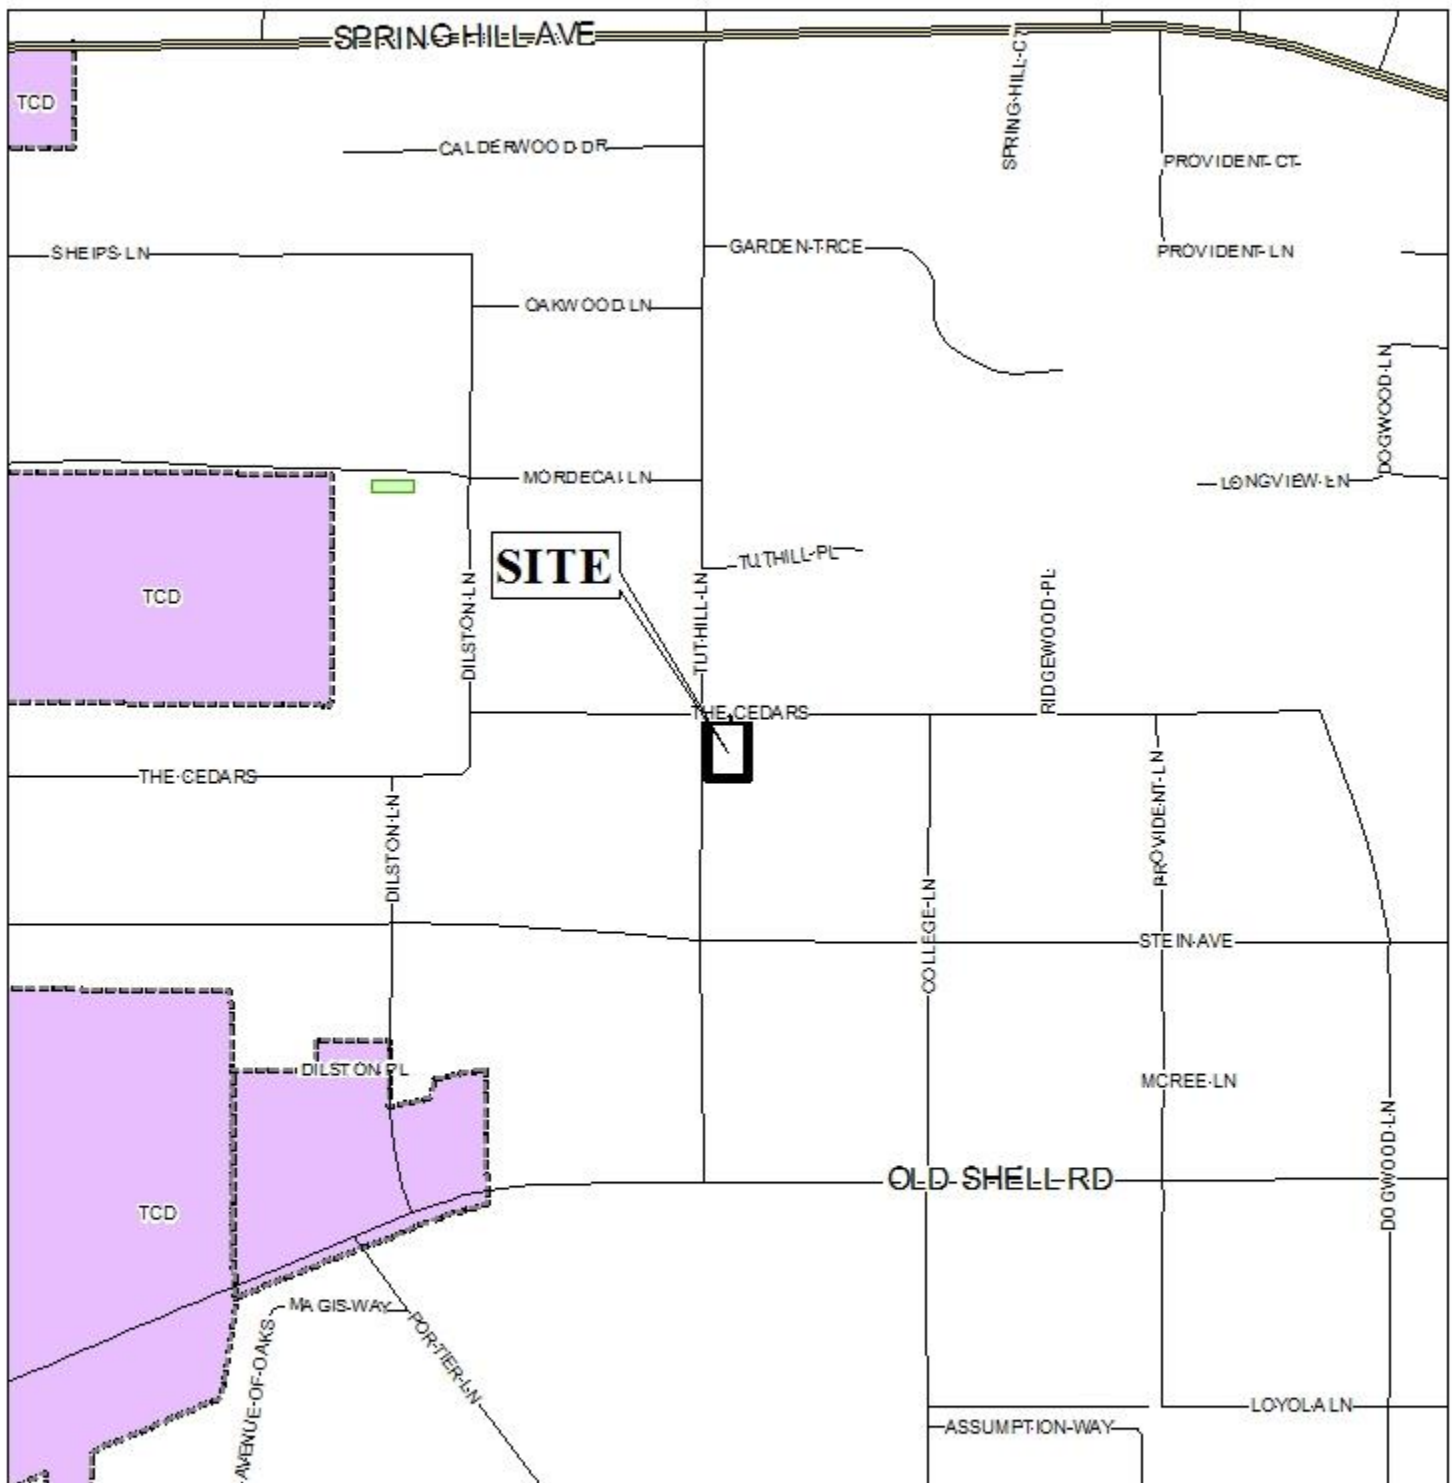 SPRING HILL AVE
SPRING-HILL-CT
TCD
CALDERWOOD DR
PROVIDENT-CT
SHEIPS-LN
GARDEN-TRCE
PROVIDENT-LN
OAKWOOD-LN
DOGWOOD-LN
MORDECAI-LN
LONGVIEW-LN
SITE
TUTHILL-PL
TCD
DILSTON-LN
TUTHILL-LN
RIDGEWOOD-PL
THE-CEDARS
THE-CEDARS
DILSTON-LN
PROVIDENT-LN
COLLEGE-LN
STEIN-AVE
DILSTON-PL
MCREE-LN
DOGWOOD-LN
OLD-SHELL-RD
TCD
MAGIS-WAY
PORTIER-LN
AVENUE-OF-OAKS
LOYOLA LN
ASSUMPTION-WAY